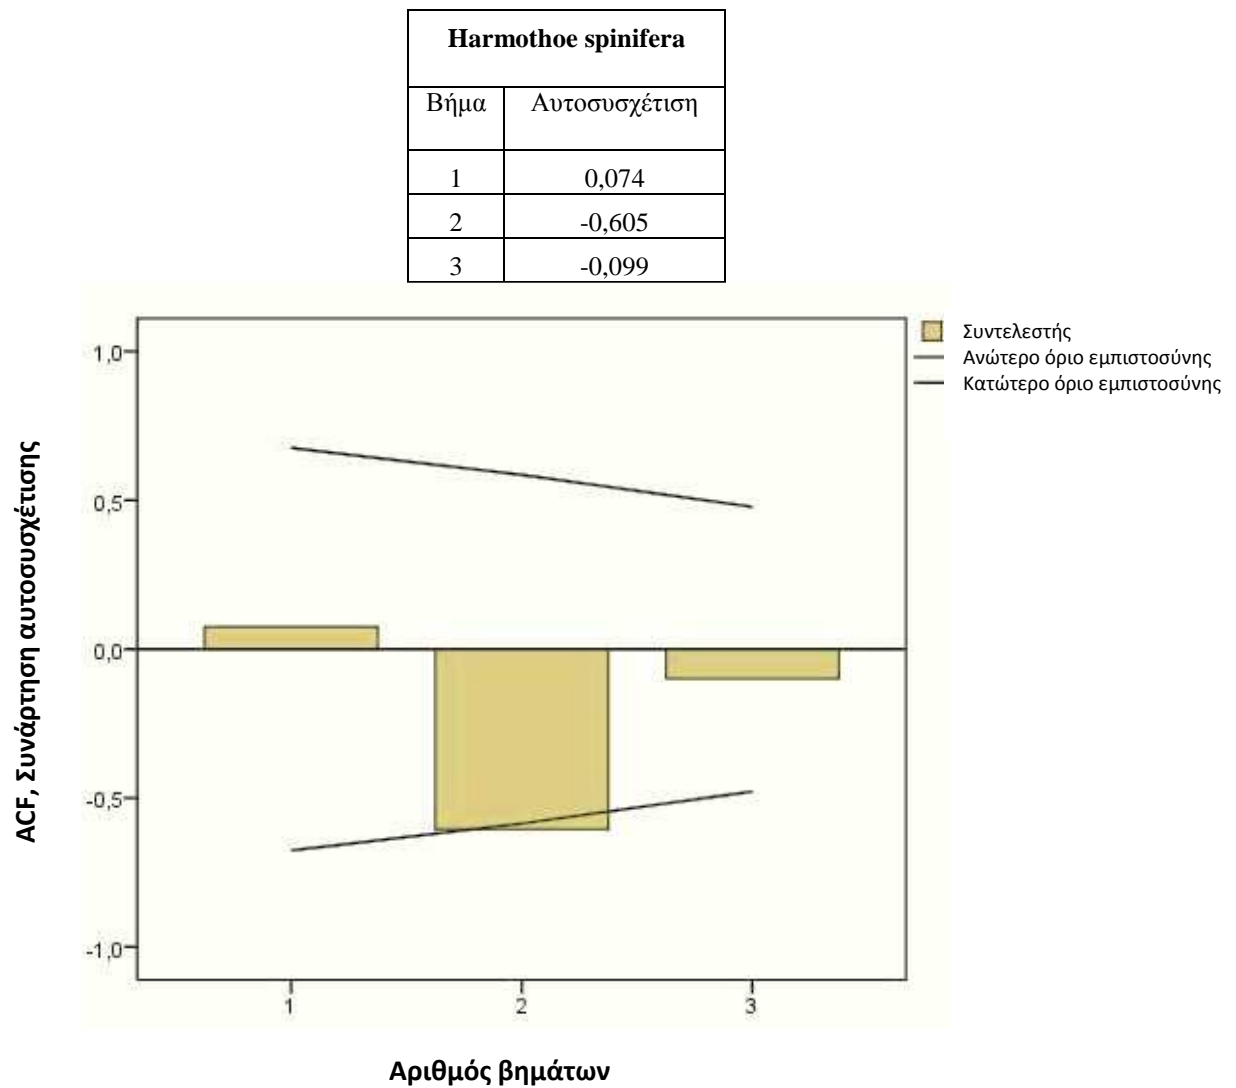 Harmothoe spinifera
Βήμα Αυτοσυσχέτιση
1 0,074
2 -0,605
3 -0,099
Συντελεστής
Ανώτερο όριο εμπιστοσύνης
Κατώτερο όριο εμπιστοσύνης
ACF, Συνάρτηση αυτοσυσχέτισης
1,0
0,5
0,0
-0,5
-1,0
1 2 3
Αριθμός βημάτων